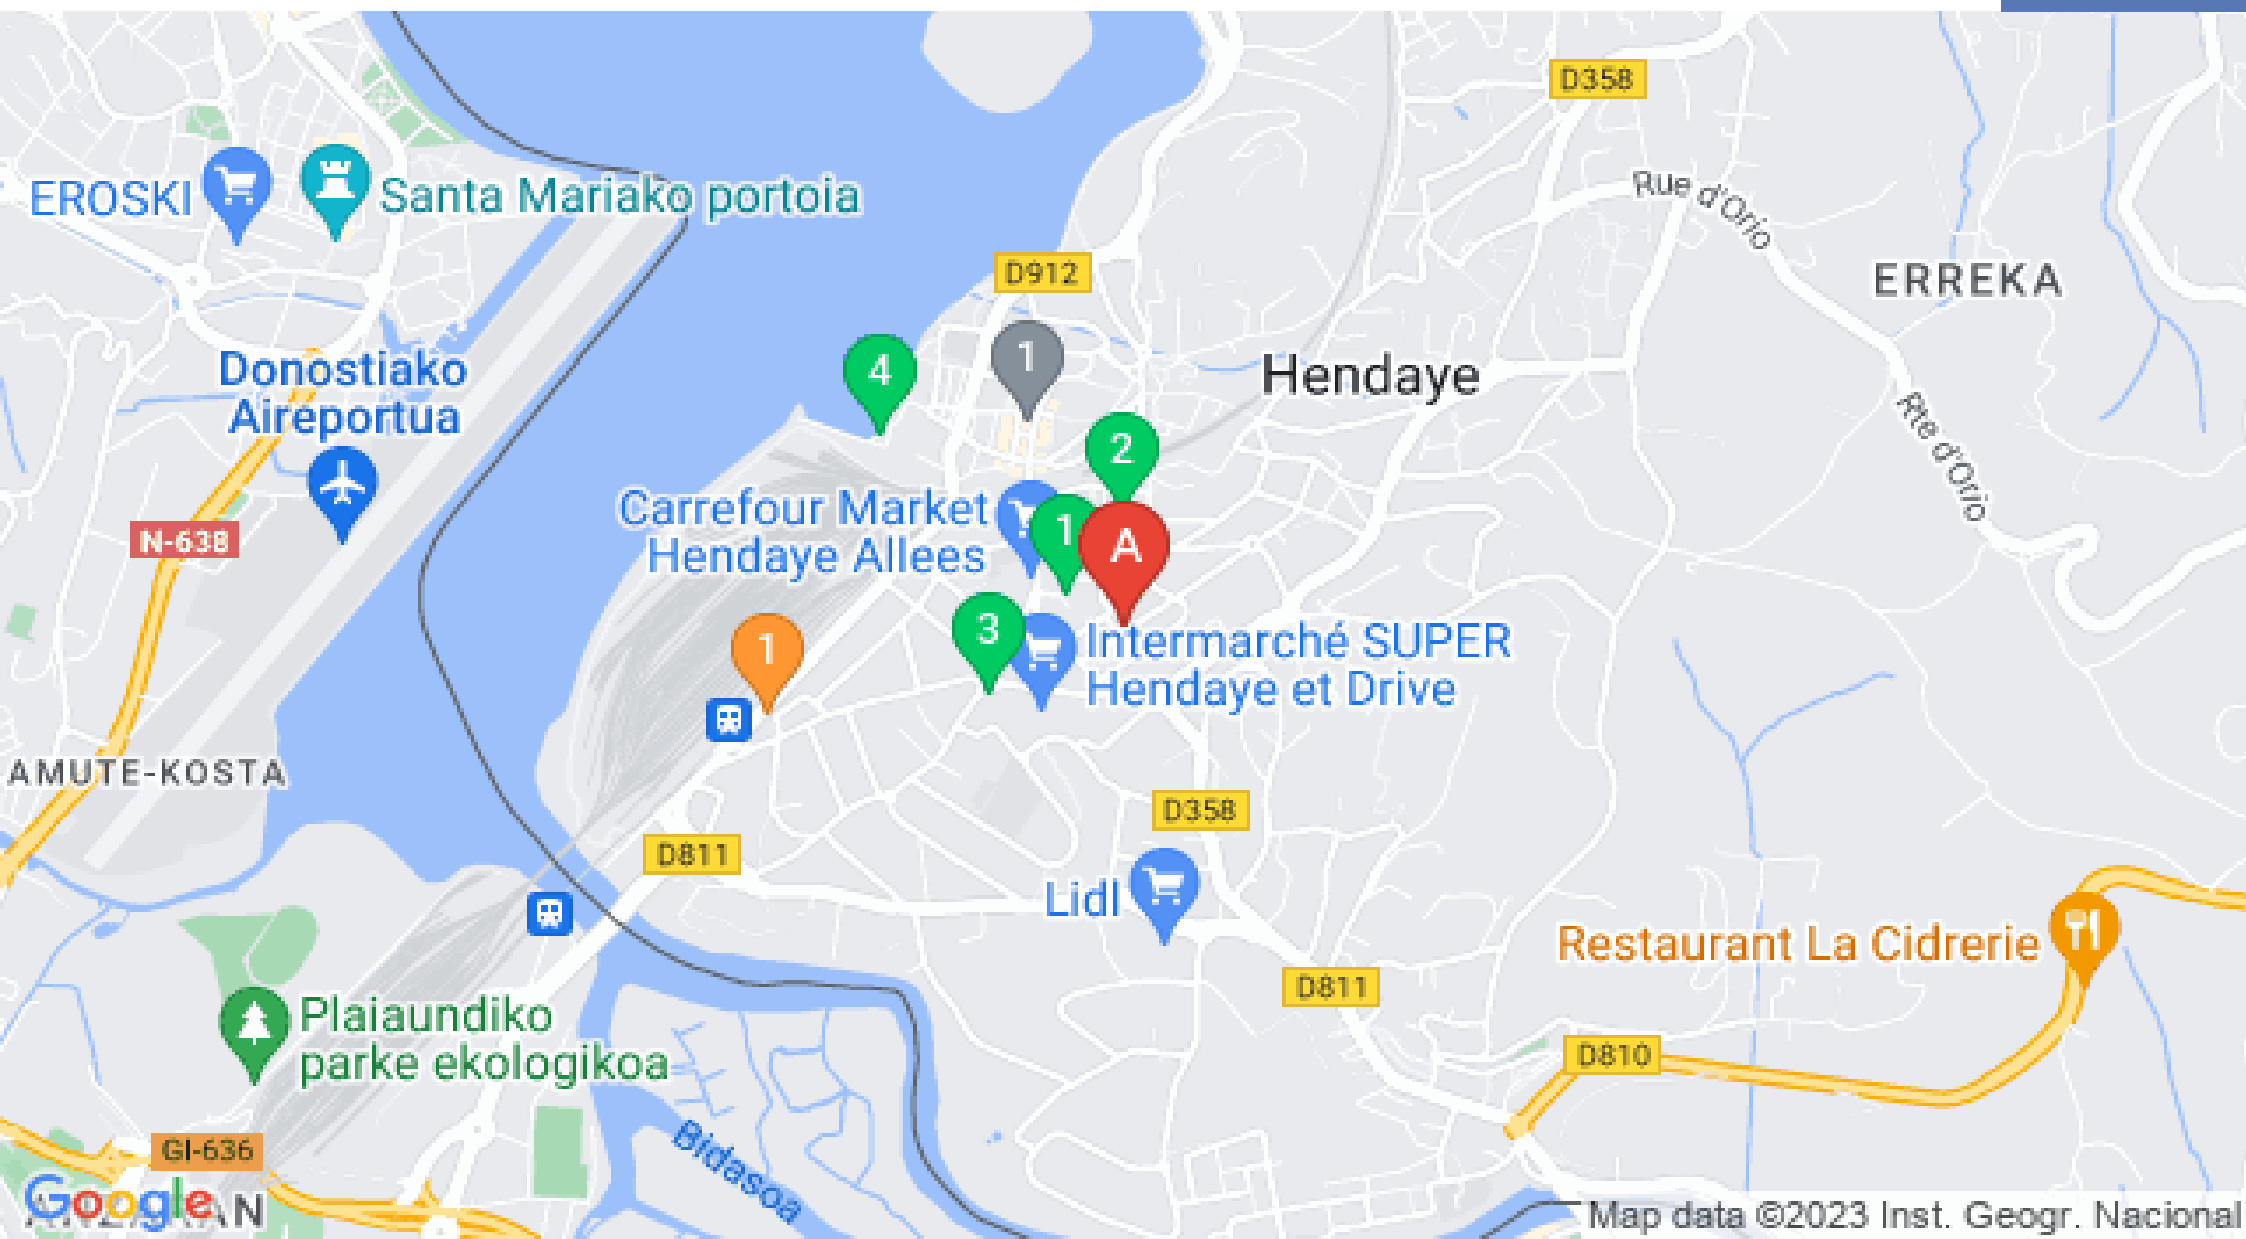 D358
EROSKI
Santa Mariako portoia
Rue d'Orio
D912
ERREKA
4
1
Hendaye
Donostiako
Aireportua
2
Rte d'Orio
N-638
Carrefour Market
Hendaye Allees
1
A
3
1
Intermarché SUPER
Hendaye et Drive
AMUTE-KOSTA
D358
D811
Lidl
Restaurant La Cidrerie
D811
Plaiaundiko
parke ekologikoa
D810
Bidasoa
GI-636
Google
Map data ©2023 Inst. Geogr. Nacional